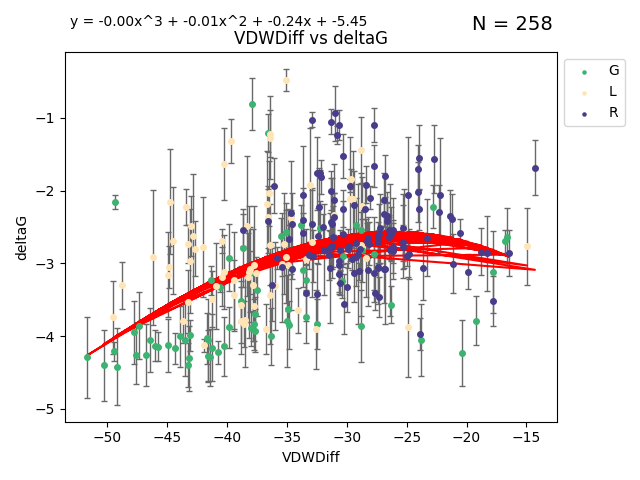 y = -0.00x^3 + -0.01x^2 + -0.24x + -5.45
N = 258
VDWDiff vs deltaG
G
L
R
deltaG
−1
−2
−3
−4
−5
−50 −45 −40 −35 −30 −25 −20 −15
VDWDiff